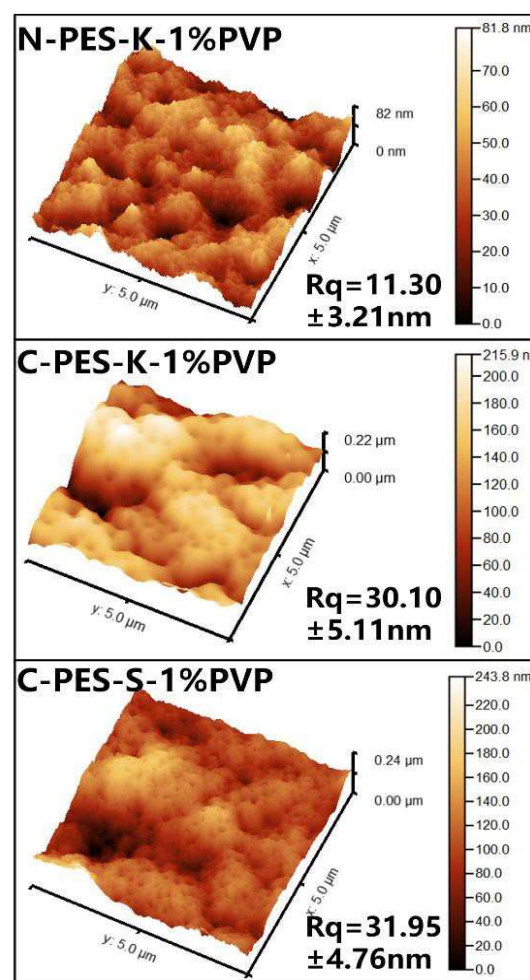 N-PES-K-1%PVP
81.8 nm
70.0
60.0
50.0
40.0
30.0
20.0
10.0
0.0
82 nm
0 nm
x: 5.0 µm
y: 5.0 µm
Rq=11.30
±3.21nm
C-PES-K-1%PVP
215.9 n
200.0
180.0
160.0
140.0
120.0
100.0
80.0
60.0
40.0
20.0
0.0
0.22 µm
0.00 µm
x: 5.0 µm
y: 5.0 µm
Rq=30.10
±5.11nm
C-PES-S-1%PVP
243.8 nm
220.0
200.0
180.0
160.0
140.0
120.0
100.0
80.0
60.0
40.0
20.0
0.0
0.24 µm
0.00 µm
x: 5.0 µm
y: 5.0 µm
Rq=31.95
±4.76nm